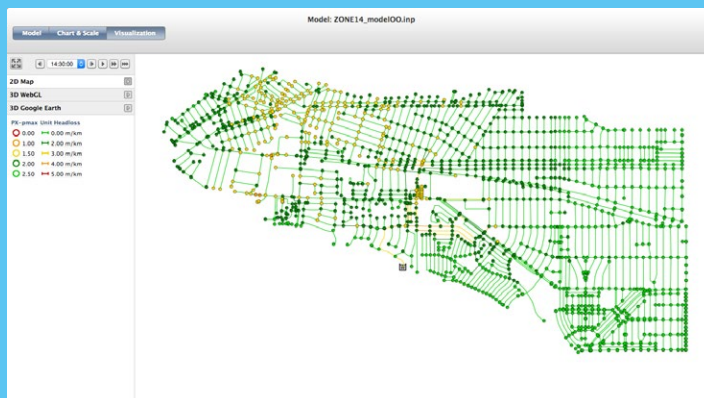 Model: ZONE14_modelOO.inp
Model Chart & Scale Visualization
14:30:00
2D Map
3D WebGL
3D Google Earth
PX-pmax Unit Headloss
0.00 0.00 m/km
1.00 2.00 m/km
1.50 3.00 m/km
2.00 4.00 m/km
2.50 5.00 m/km